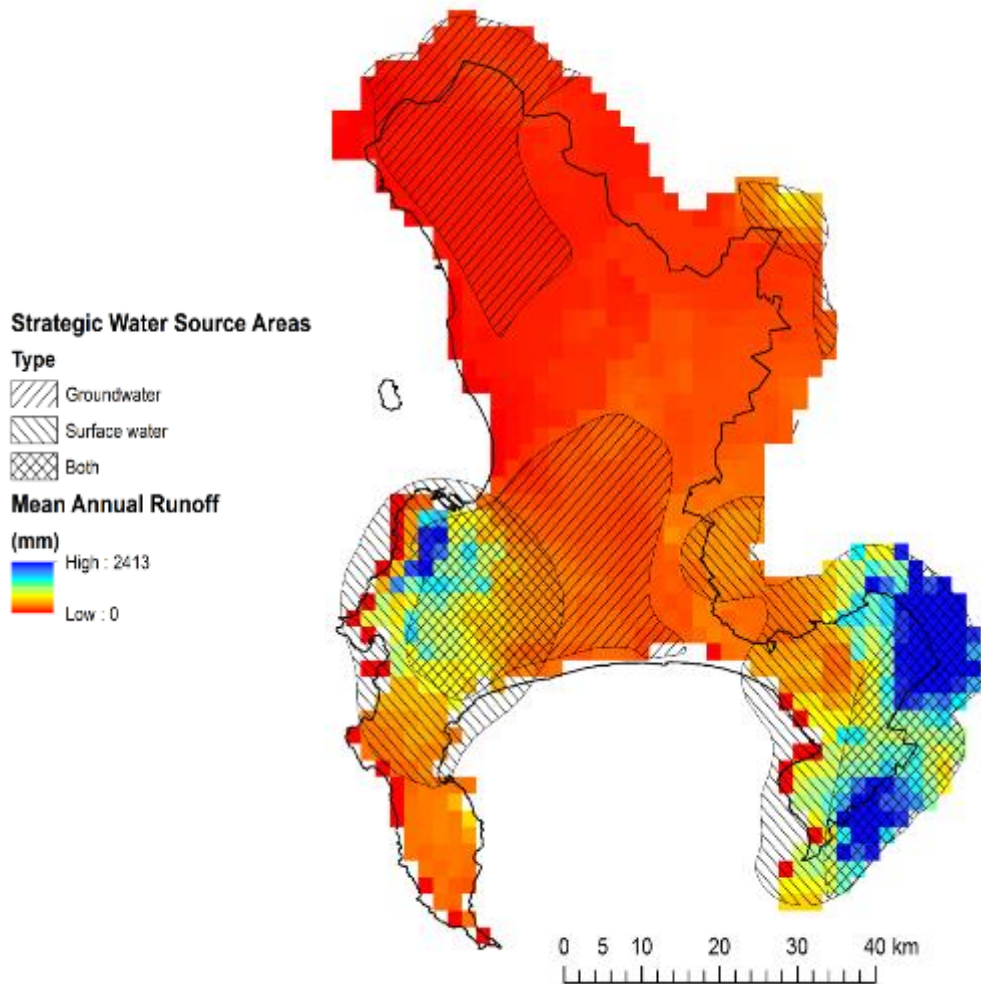 Strategic Water Source Areas
Type
Groundwater
Surface water
Both
Mean Annual Runoff
(mm)
High : 2413
Low : 0
0 5 10 20 30 40 km